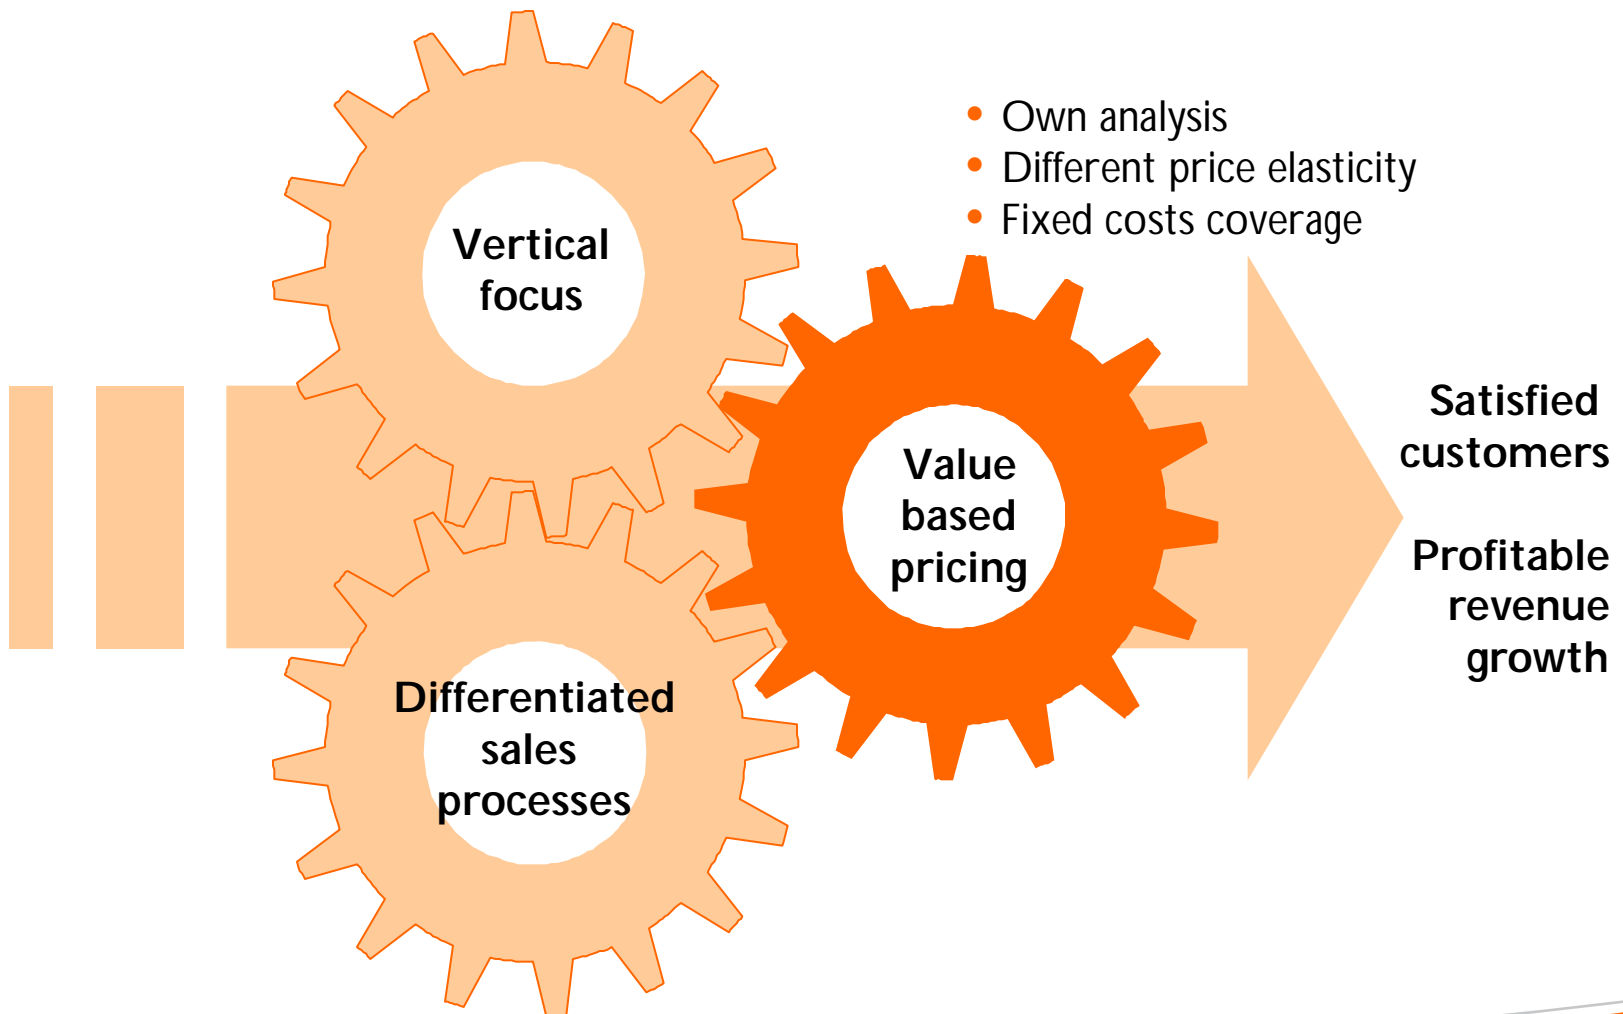 • Own analysis
• Different price elasticity
• Fixed costs coverage
Vertical
focus
Value
based
pricing
Differentiated
sales
processes
Satisfied
customers
Profitable
revenue
growth